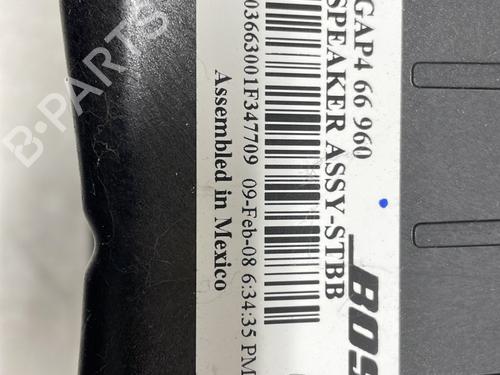 GAP4 66 960
SPEAKER ASSY-STBB
03663001F347709 09-Feb-08 6:34:35 PM
Assembled in Mexico
BOS
B-PARTS